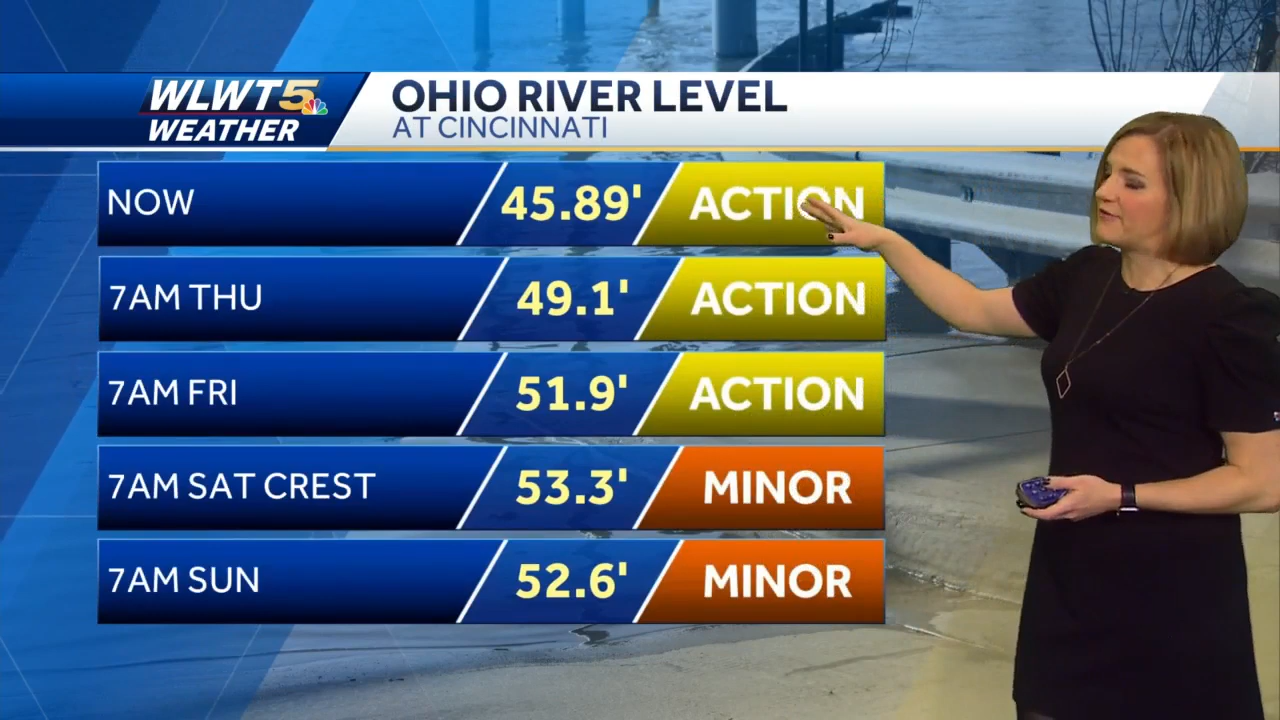 WLWT5
WEATHER
OHIO RIVER LEVEL
AT CINCINNATI
NOW 45.89' ACTION
7AM THU 49.1' ACTION
7AM FRI 51.9' ACTION
7AM SAT CREST 53.3' MINOR
7AM SUN 52.6' MINOR